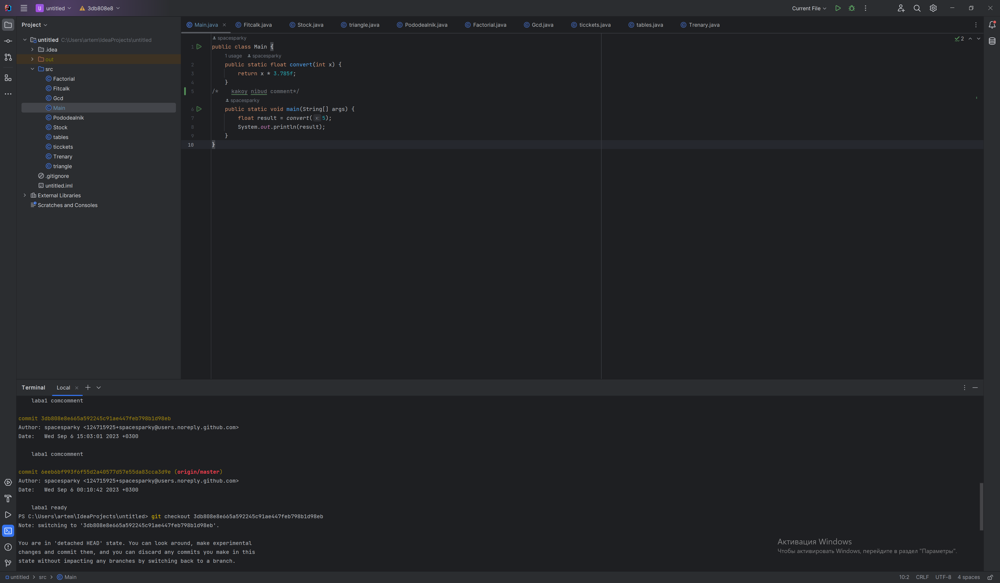 U untitled 3db808e8 Current File
Project
Main.java Fitcalk.java Stock.java triangle.java Pododealnik.java Factorial.java Gcd.java ticckets.java tables.java Trenary.java
untitled C:\Users\artem\IdeaProjects\untitled
.idea
out
src
Factorial
Fitcalk
Gcd
Main
Pododealnik
Stock
tables
ticckets
Trenary
triangle
.gitignore
untitled.iml
External Libraries
Scratches and Consoles
spacesparky
2
1 public class Main {
1 usage spacesparky
2 public static float convert(int x) {
3 return x * 3.785f;
4 }
5 /* kakoy nibud comment*/
spacesparky
6 public static void main(String[] args) {
7 float result = convert( x: 5);
8 System.out.println(result);
9 }
10 }
Terminal Local
laba1 comcomment
commit 3db808e8e665a592245c91ae447feb798b1d98eb
Author: spacesparky <124715925+spacesparky@users.noreply.github.com>
Date: Wed Sep 6 15:03:01 2023 +0300
laba1 comcomment
commit 6eeb6bf993f6f55d2a40577d57e55da83cca3d9e (origin/master)
Author: spacesparky <124715925+spacesparky@users.noreply.github.com>
Date: Wed Sep 6 00:10:42 2023 +0300
laba1 ready
PS C:\Users\artem\IdeaProjects\untitled> git checkout 3db808e8e665a592245c91ae447feb798b1d98eb
Note: switching to '3db808e8e665a592245c91ae447feb798b1d98eb'.
You are in 'detached HEAD' state. You can look around, make experimental
changes and commit them, and you can discard any commits you make in this
state without impacting any branches by switching back to a branch.
Активация Windows
Чтобы активировать Windows, перейдите в раздел "Параметры".
untitled > src > Main 10:2 CRLF UTF-8 4 spaces